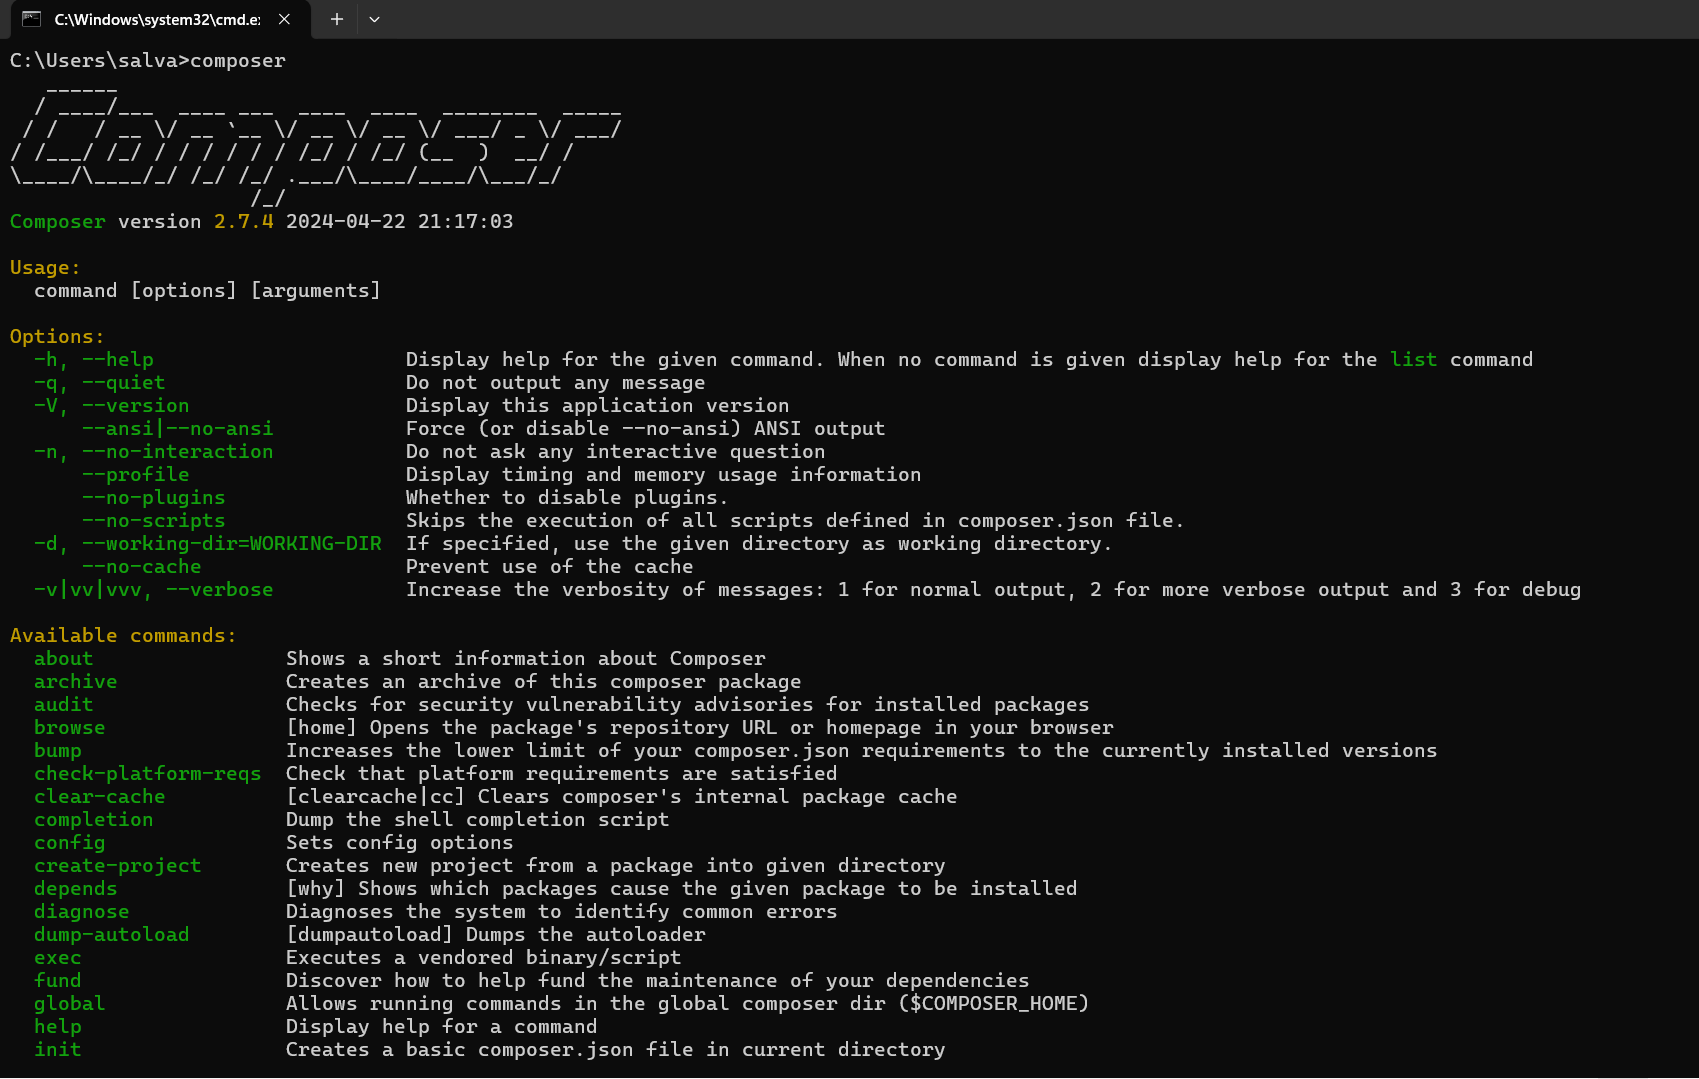 C:\Windows\system32\cmd.e
C:\Users\salva>composer
   ______
  / ____/___  ____ ___  ____  ____  ________  _____
 / /   / __ \/ __ `__ \/ __ \/ __ \/ ___/ _ \/ ___/
/ /___/ /_/ / / / / / / /_/ / /_/ (__  )  __/ /
\____/\____/_/ /_/ /_/ .___/\____/____/\___/_/
                    /_/
Composer version 2.7.4 2024-04-22 21:17:03
Usage:
  command [options] [arguments]
Options:
  -h, --help                     Display help for the given command. When no command is given display help for the list command
  -q, --quiet                    Do not output any message
  -V, --version                  Display this application version
      --ansi|--no-ansi           Force (or disable --no-ansi) ANSI output
  -n, --no-interaction           Do not ask any interactive question
      --profile                  Display timing and memory usage information
      --no-plugins               Whether to disable plugins.
      --no-scripts               Skips the execution of all scripts defined in composer.json file.
  -d, --working-dir=WORKING-DIR  If specified, use the given directory as working directory.
      --no-cache                 Prevent use of the cache
  -v|vv|vvv, --verbose           Increase the verbosity of messages: 1 for normal output, 2 for more verbose output and 3 for debug
Available commands:
  about                Shows a short information about Composer
  archive              Creates an archive of this composer package
  audit                Checks for security vulnerability advisories for installed packages
  browse               [home] Opens the package's repository URL or homepage in your browser
  bump                 Increases the lower limit of your composer.json requirements to the currently installed versions
  check-platform-reqs  Check that platform requirements are satisfied
  clear-cache          [clearcache|cc] Clears composer's internal package cache
  completion           Dump the shell completion script
  config               Sets config options
  create-project       Creates new project from a package into given directory
  depends              [why] Shows which packages cause the given package to be installed
  diagnose             Diagnoses the system to identify common errors
  dump-autoload        [dumpautoload] Dumps the autoloader
  exec                 Executes a vendored binary/script
  fund                 Discover how to help fund the maintenance of your dependencies
  global               Allows running commands in the global composer dir ($COMPOSER_HOME)
  help                 Display help for a command
  init                 Creates a basic composer.json file in current directory